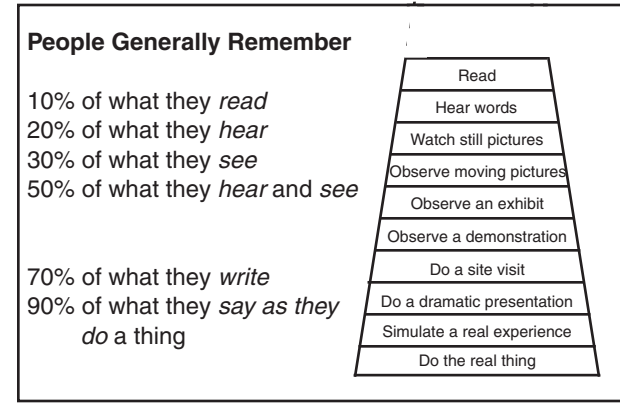 People Generally Remember
10% of what they read
20% of what they hear
30% of what they see
50% of what they hear and see
70% of what they write
90% of what they say as they
do a thing
Read
Hear words
Watch still pictures
Observe moving pictures
Observe an exhibit
Observe a demonstration
Do a site visit
Do a dramatic presentation
Simulate a real experience
Do the real thing